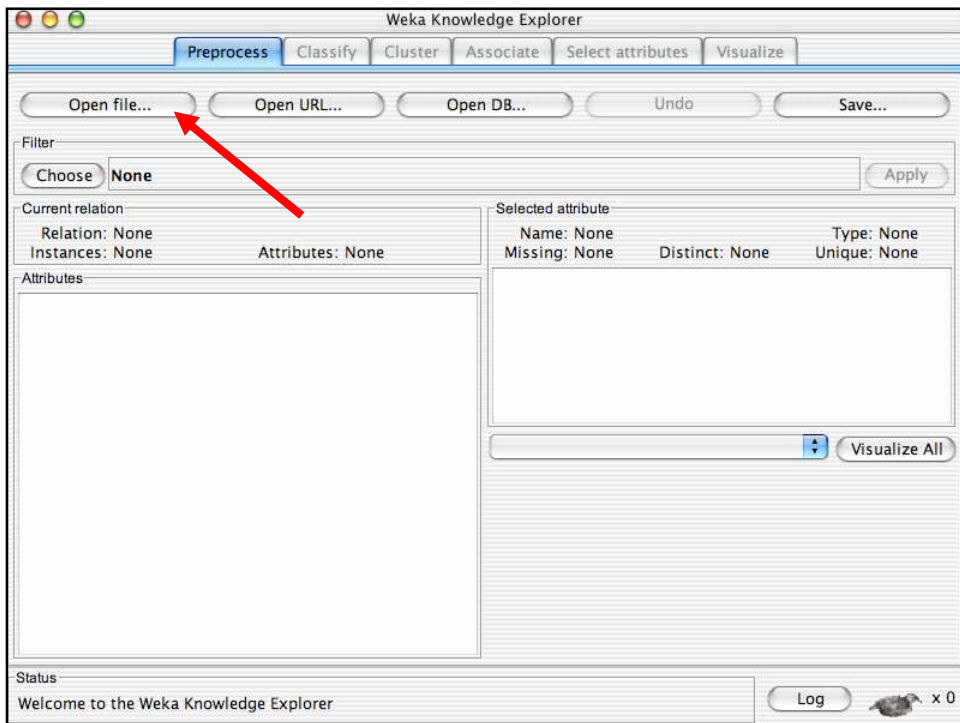 Weka Knowledge Explorer
Preprocess Classify Cluster Associate Select attributes Visualize
Open file... Open URL... Open DB... Undo Save...
Filter
Choose None Apply
Current relation
Relation: None
Instances: None Attributes: None
Attributes
Selected attribute
Name: None Type: None
Missing: None Distinct: None Unique: None
Visualize All
Status
Welcome to the Weka Knowledge Explorer
Log x 0